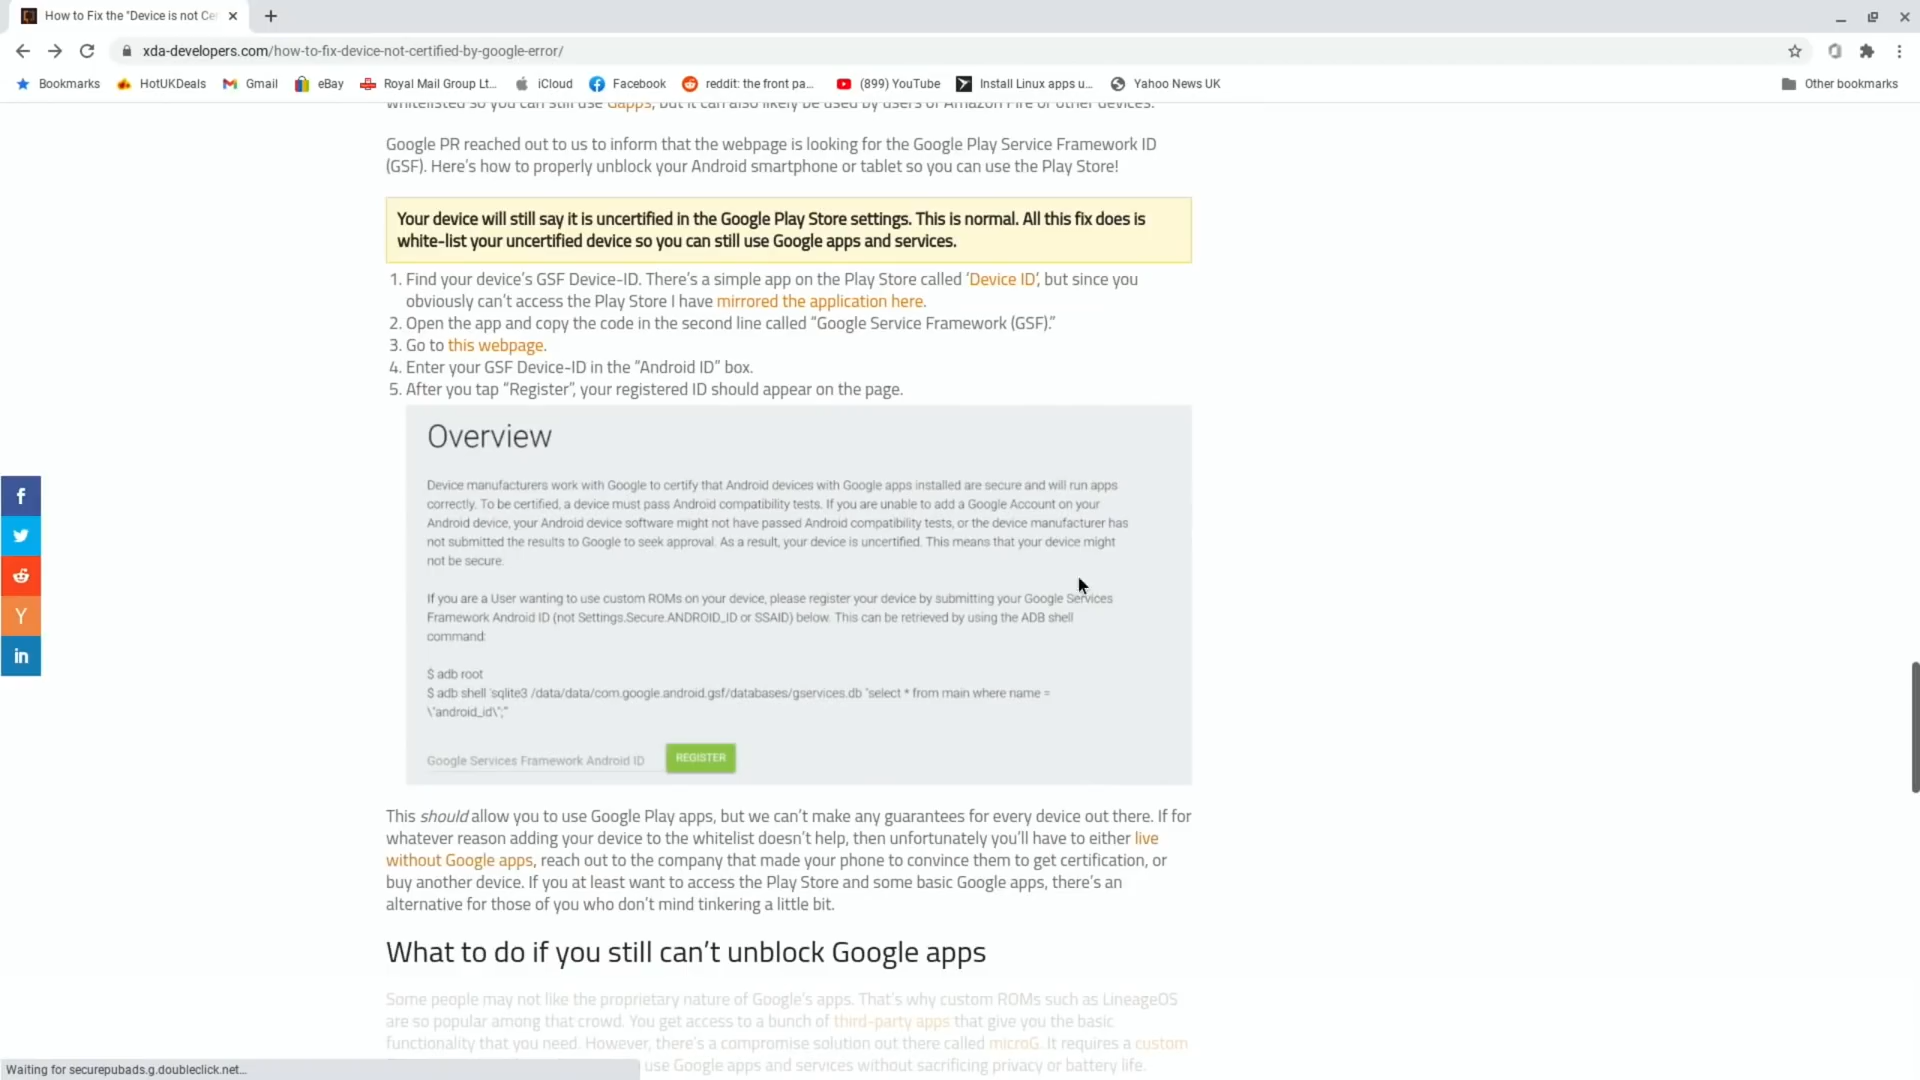 How to Fix the "Device is not Cer
xda-developers.com/how-to-fix-device-not-certified-by-google-error/
Bookmarks
HotUKDeals
Gmail
eBay
Royal Mail Group Lt...
iCloud
Facebook
reddit: the front pa...
(899) YouTube
Install Linux apps u...
Yahoo News UK
Other bookmarks
whitelisted so you can still use Gapps, but it can also likely be used by users of Amazon Fire or other devices.
Google PR reached out to us to inform that the webpage is looking for the Google Play Service Framework ID
(GSF). Here's how to properly unblock your Android smartphone or tablet so you can use the Play Store!
Your device will still say it is uncertified in the Google Play Store settings. This is normal. All this fix does is
white-list your uncertified device so you can still use Google apps and services.
1. Find your device's GSF Device-ID. There's a simple app on the Play Store called ‘Device ID’, but since you
obviously can't access the Play Store I have mirrored the application here.
2. Open the app and copy the code in the second line called “Google Service Framework (GSF).”
3. Go to this webpage.
4. Enter your GSF Device-ID in the “Android ID” box.
5. After you tap “Register”, your registered ID should appear on the page.
Overview
Device manufacturers work with Google to certify that Android devices with Google apps installed are secure and will run apps
correctly. To be certified, a device must pass Android compatibility tests. If you are unable to add a Google Account on your
Android device, your Android device software might not have passed Android compatibility tests, or the device manufacturer has
not submitted the results to Google to seek approval. As a result, your device is uncertified. This means that your device might
not be secure.
If you are a User wanting to use custom ROMs on your device, please register your device by submitting your Google Services
Framework Android ID (not Settings.Secure.ANDROID_ID or SSAID) below. This can be retrieved by using the ADB shell
command:
$ adb root
$ adb shell 'sqlite3 /data/data/com.google.android.gsf/databases/gservices.db "select * from main where name =
\"android_id\";"
Google Services Framework Android ID
REGISTER
This should allow you to use Google Play apps, but we can't make any guarantees for every device out there. If for
whatever reason adding your device to the whitelist doesn't help, then unfortunately you'll have to either live
without Google apps, reach out to the company that made your phone to convince them to get certification, or
buy another device. If you at least want to access the Play Store and some basic Google apps, there's an
alternative for those of you who don't mind tinkering a little bit.
What to do if you still can't unblock Google apps
Some people may not like the proprietary nature of Google's apps. That's why custom ROMs such as LineageOS
are so popular among that crowd. You get access to a bunch of third-party apps that give you the basic
functionality that you need. However, there's a compromise solution out there called microG. It requires a custom
use Google apps and services without sacrificing privacy or battery life.
Waiting for securepubads.g.doubleclick.net...
f
Y
in